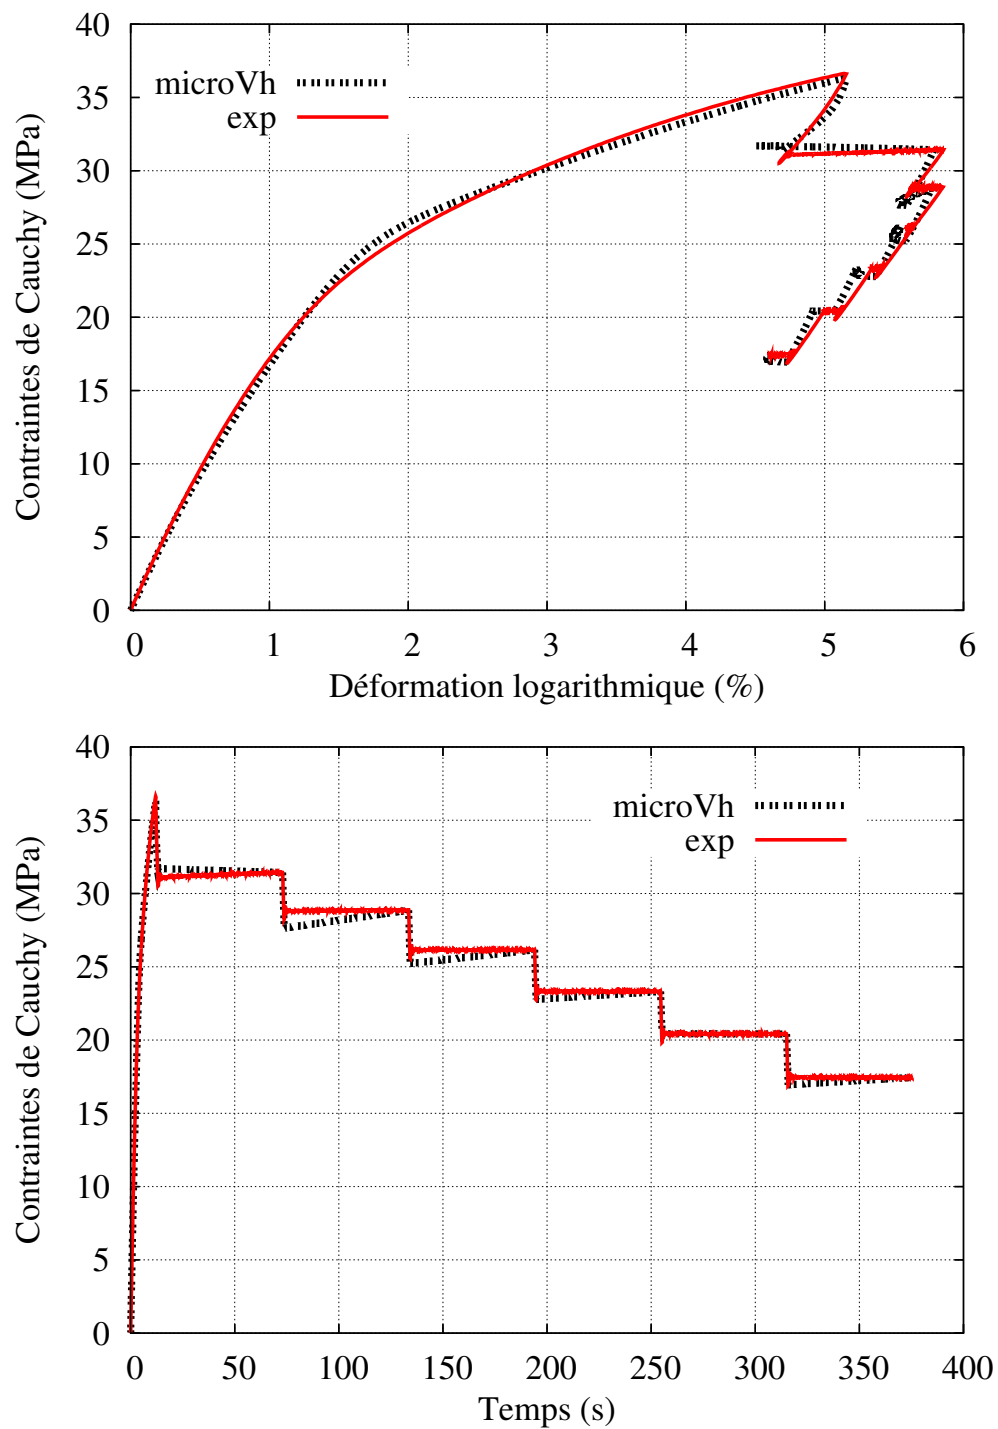 40
35
30
25
20
15
10
5
0
microVh
exp
Contraintes de Cauchy (MPa)
0 1 2 3 4 5 6
Déformation logarithmique (%)
40
35
30
25
20
15
10
5
0
microVh
exp
Contraintes de Cauchy (MPa)
0 50 100 150 200 250 300 350 400
Temps (s)